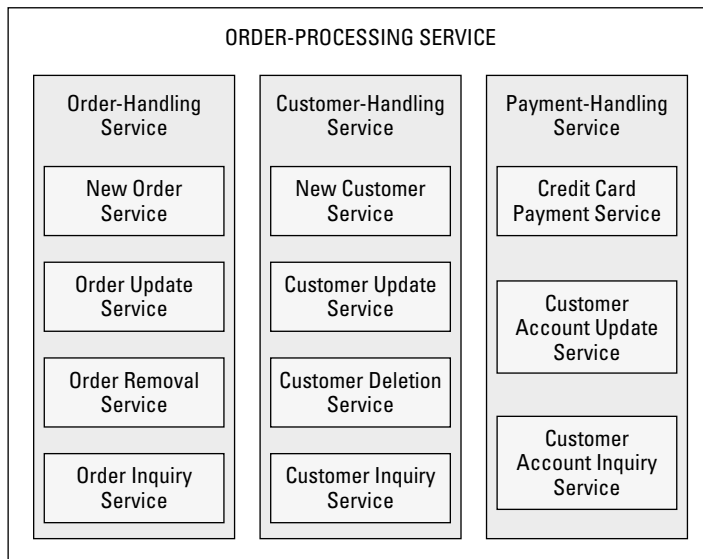 ORDER-PROCESSING SERVICE
Order-Handling
Service
New Order
Service
Order Update
Service
Order Removal
Service
Order Inquiry
Service
Customer-Handling
Service
New Customer
Service
Customer Update
Service
Customer Deletion
Service
Customer Inquiry
Service
Payment-Handling
Service
Credit Card
Payment Service
Customer
Account Update
Service
Customer
Account Inquiry
Service